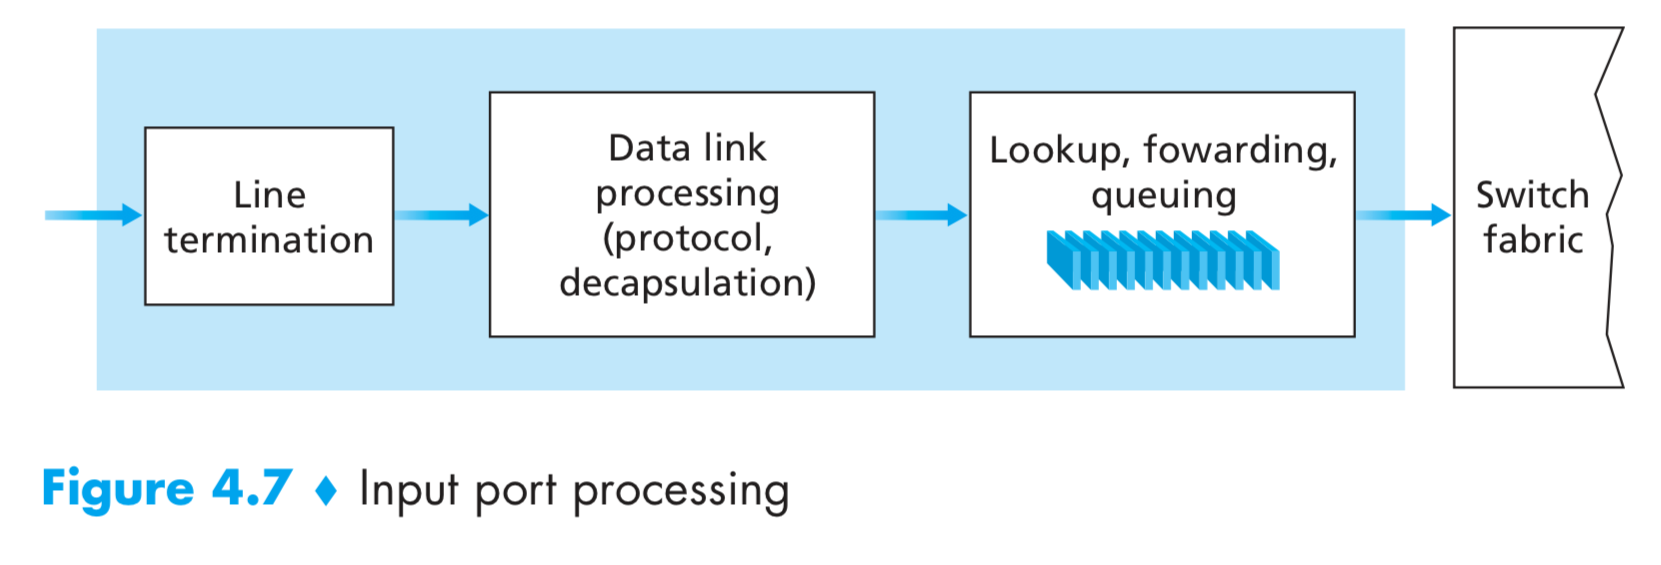 Line
termination
Data link
processing
(protocol,
decapsulation)
Lookup, fowarding,
queuing
Switch
fabric
Figure 4.7 ♦ Input port processing